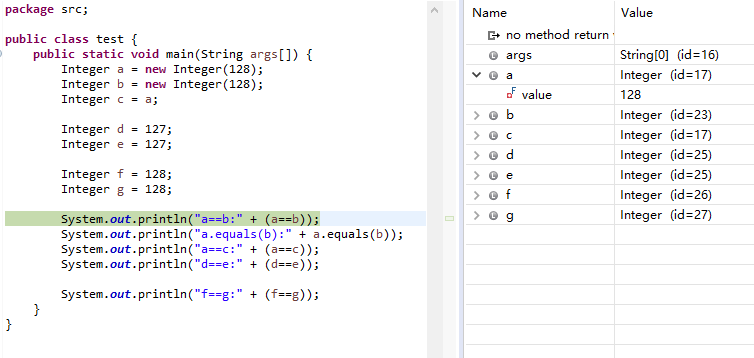 package src;
public class test {
public static void main(String args[]) {
Integer a = new Integer(128);
Integer b = new Integer(128);
Integer c = a;
Integer d = 127;
Integer e = 127;
Integer f = 128;
Integer g = 128;
System.out.println("a==b:" + (a==b));
System.out.println("a.equals(b):" + a.equals(b));
System.out.println("a==c:" + (a==c));
System.out.println("d==e:" + (d==e));
System.out.println("f==g:" + (f==g));
}
}
Name Value
no method return
args String[0] (id=16)
a Integer (id=17)
F value 128
b Integer (id=23)
c Integer (id=17)
d Integer (id=25)
e Integer (id=25)
f Integer (id=26)
g Integer (id=27)